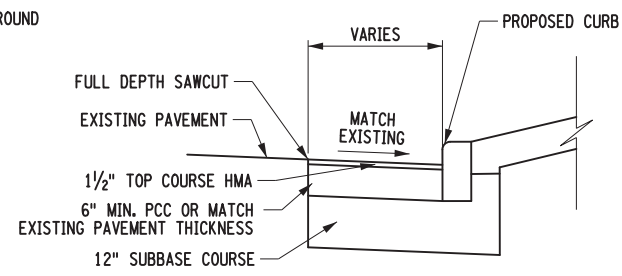 ROUND
VARIES
PROPOSED CURB
FULL DEPTH SAWCUT
EXISTING PAVEMENT
MATCH
EXISTING
1½" TOP COURSE HMA
6" MIN. PCC OR MATCH
EXISTING PAVEMENT THICKNESS
12" SUBBASE COURSE